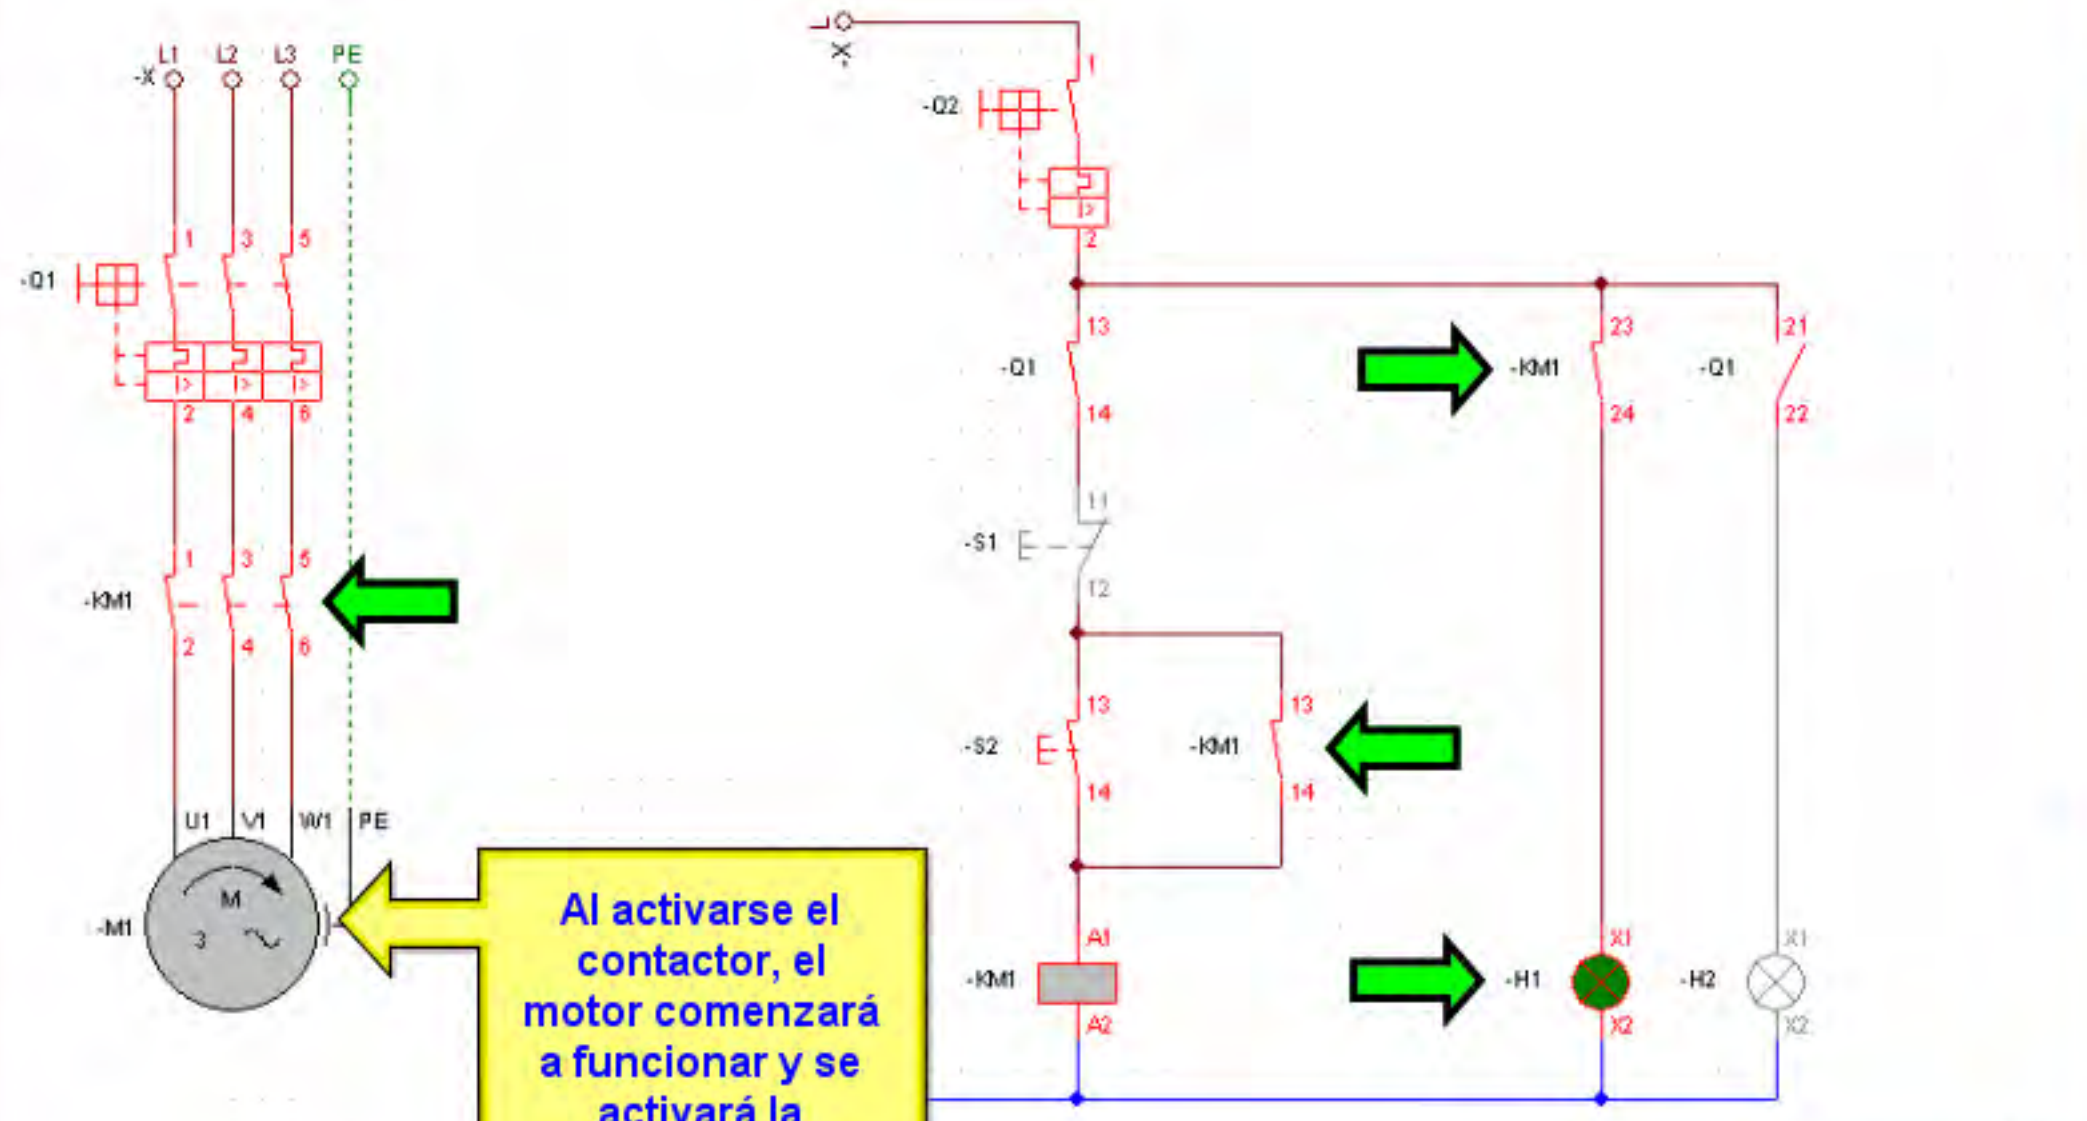 L1 L2 L3 PE
-X
L
-X
1
-Q2
2
1 3 5
-Q1
2 4 6
13
-Q1
14
23
-KM1
24
21
-Q1
22
11
-S1
12
1 3 5
-KM1
2 4 6
13
-S2
14
13
-KM1
14
U1 V1 W1 PE
M
3
-M1
Al activarse el
contactor, el
motor comenzará
a funcionar y se
activará la
A1
-KM1
A2
X1
-H1
X2
X1
-H2
X2